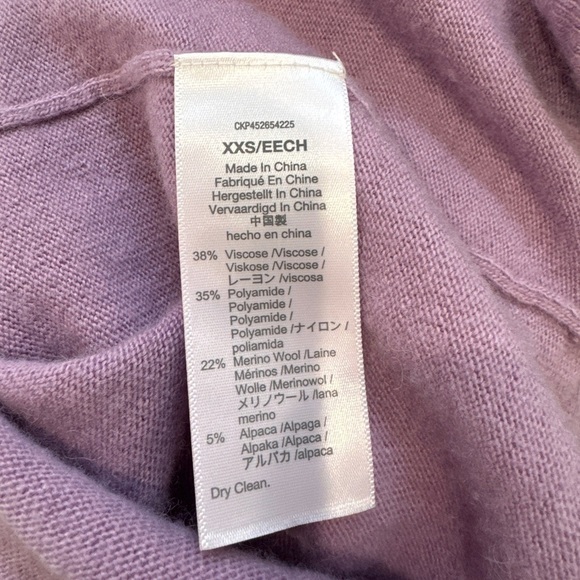 CKP452654225
XXS/EECH
Made In China
Fabriqué En Chine
Hergestellt In China
Vervaardigd In China
中国製
hecho en china
38% Viscose /Viscose /
Viskose /Viscose /
レーヨン /viscosa
35% Polyamide /
Polyamide /
Polyamide /
Polyamide /ナイロン /
poliamida
22% Merino Wool /Laine
Mérinos /Merino
Wolle /Merinowol /
メリノウール /lana
merino
5% Alpaca /Alpaga /
Alpaka /Alpaca /
アルパカ /alpaca
Dry Clean.